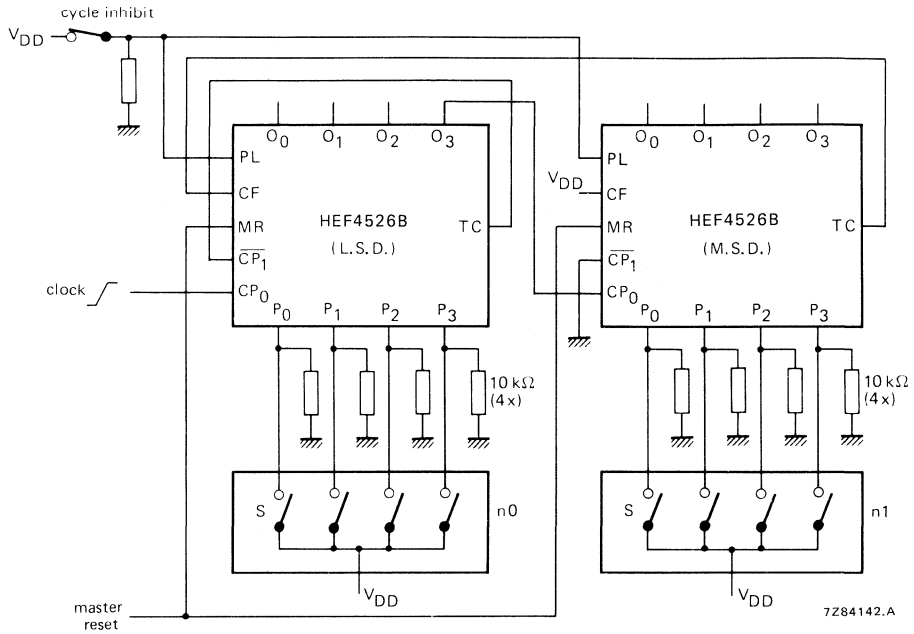 cycle inhibit
V_DD
O_0 O_1 O_2 O_3
PL
CF
MR
\overline{CP_1}
CP_0
HEF4526B
(L.S.D.)
TC
P_0 P_1 P_2 P_3
clock
10 kΩ
(4x)
S
n0
V_DD
O_0 O_1 O_2 O_3
PL
V_DD
CF
MR
\overline{CP_1}
CP_0
HEF4526B
(M.S.D.)
TC
P_0 P_1 P_2 P_3
10 kΩ
(4x)
S
n1
V_DD
master
reset
7Z84142.A